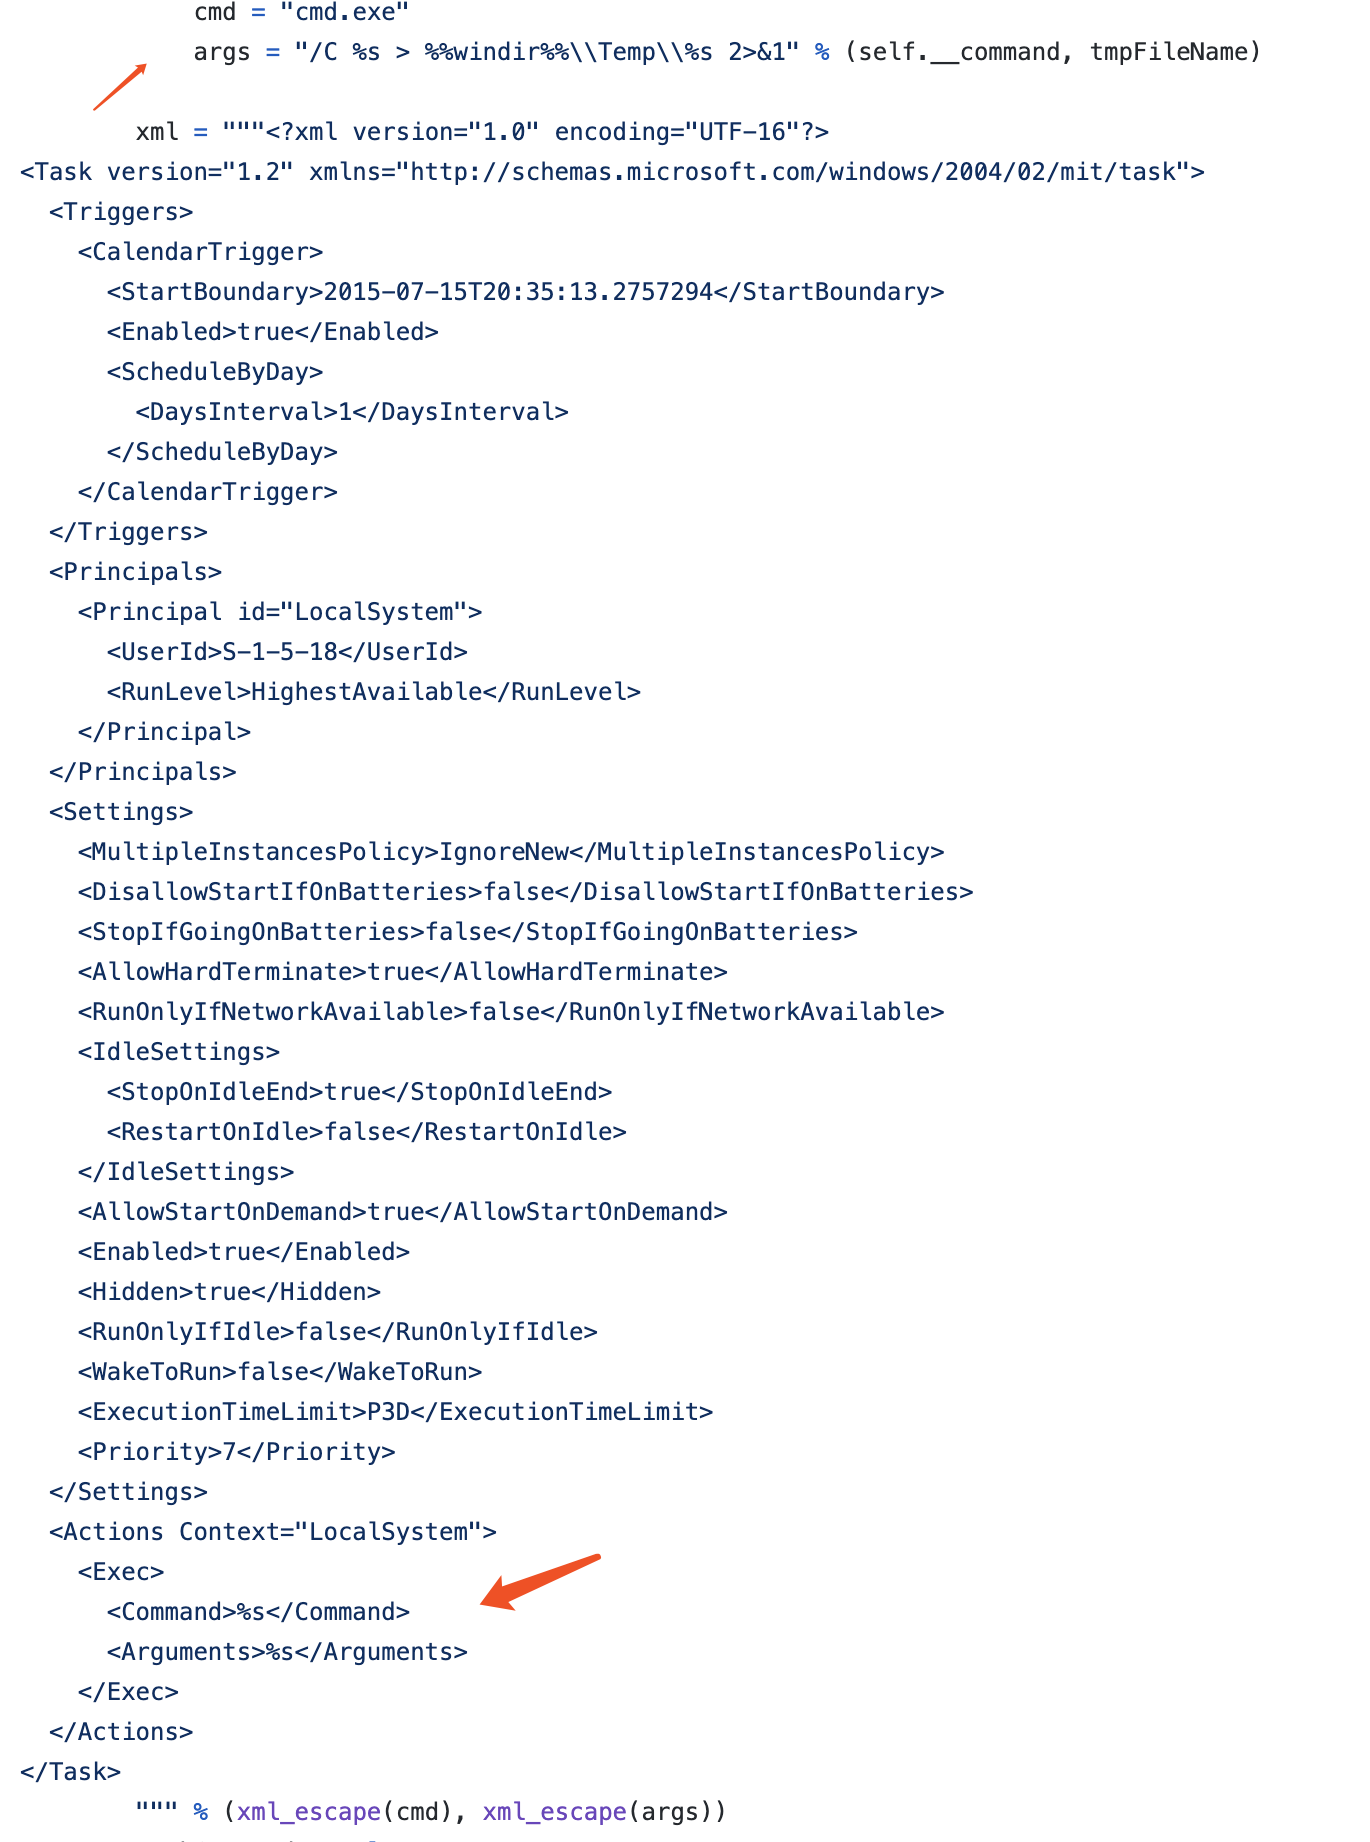 cmd = "cmd.exe"
args = "/C %s > %%windir%%\\Temp\\%s 2>&1" % (self.__command, tmpFileName)
xml = """<?xml version="1.0" encoding="UTF-16"?>
<Task version="1.2" xmlns="http://schemas.microsoft.com/windows/2004/02/mit/task">
<Triggers>
<CalendarTrigger>
<StartBoundary>2015-07-15T20:35:13.2757294</StartBoundary>
<Enabled>true</Enabled>
<ScheduleByDay>
<DaysInterval>1</DaysInterval>
</ScheduleByDay>
</CalendarTrigger>
</Triggers>
<Principals>
<Principal id="LocalSystem">
<UserId>S-1-5-18</UserId>
<RunLevel>HighestAvailable</RunLevel>
</Principal>
</Principals>
<Settings>
<MultipleInstancesPolicy>IgnoreNew</MultipleInstancesPolicy>
<DisallowStartIfOnBatteries>false</DisallowStartIfOnBatteries>
<StopIfGoingOnBatteries>false</StopIfGoingOnBatteries>
<AllowHardTerminate>true</AllowHardTerminate>
<RunOnlyIfNetworkAvailable>false</RunOnlyIfNetworkAvailable>
<IdleSettings>
<StopOnIdleEnd>true</StopOnIdleEnd>
<RestartOnIdle>false</RestartOnIdle>
</IdleSettings>
<AllowStartOnDemand>true</AllowStartOnDemand>
<Enabled>true</Enabled>
<Hidden>true</Hidden>
<RunOnlyIfIdle>false</RunOnlyIfIdle>
<WakeToRun>false</WakeToRun>
<ExecutionTimeLimit>P3D</ExecutionTimeLimit>
<Priority>7</Priority>
</Settings>
<Actions Context="LocalSystem">
<Exec>
<Command>%s</Command>
<Arguments>%s</Arguments>
</Exec>
</Actions>
</Task>
""" % (xml_escape(cmd), xml_escape(args))